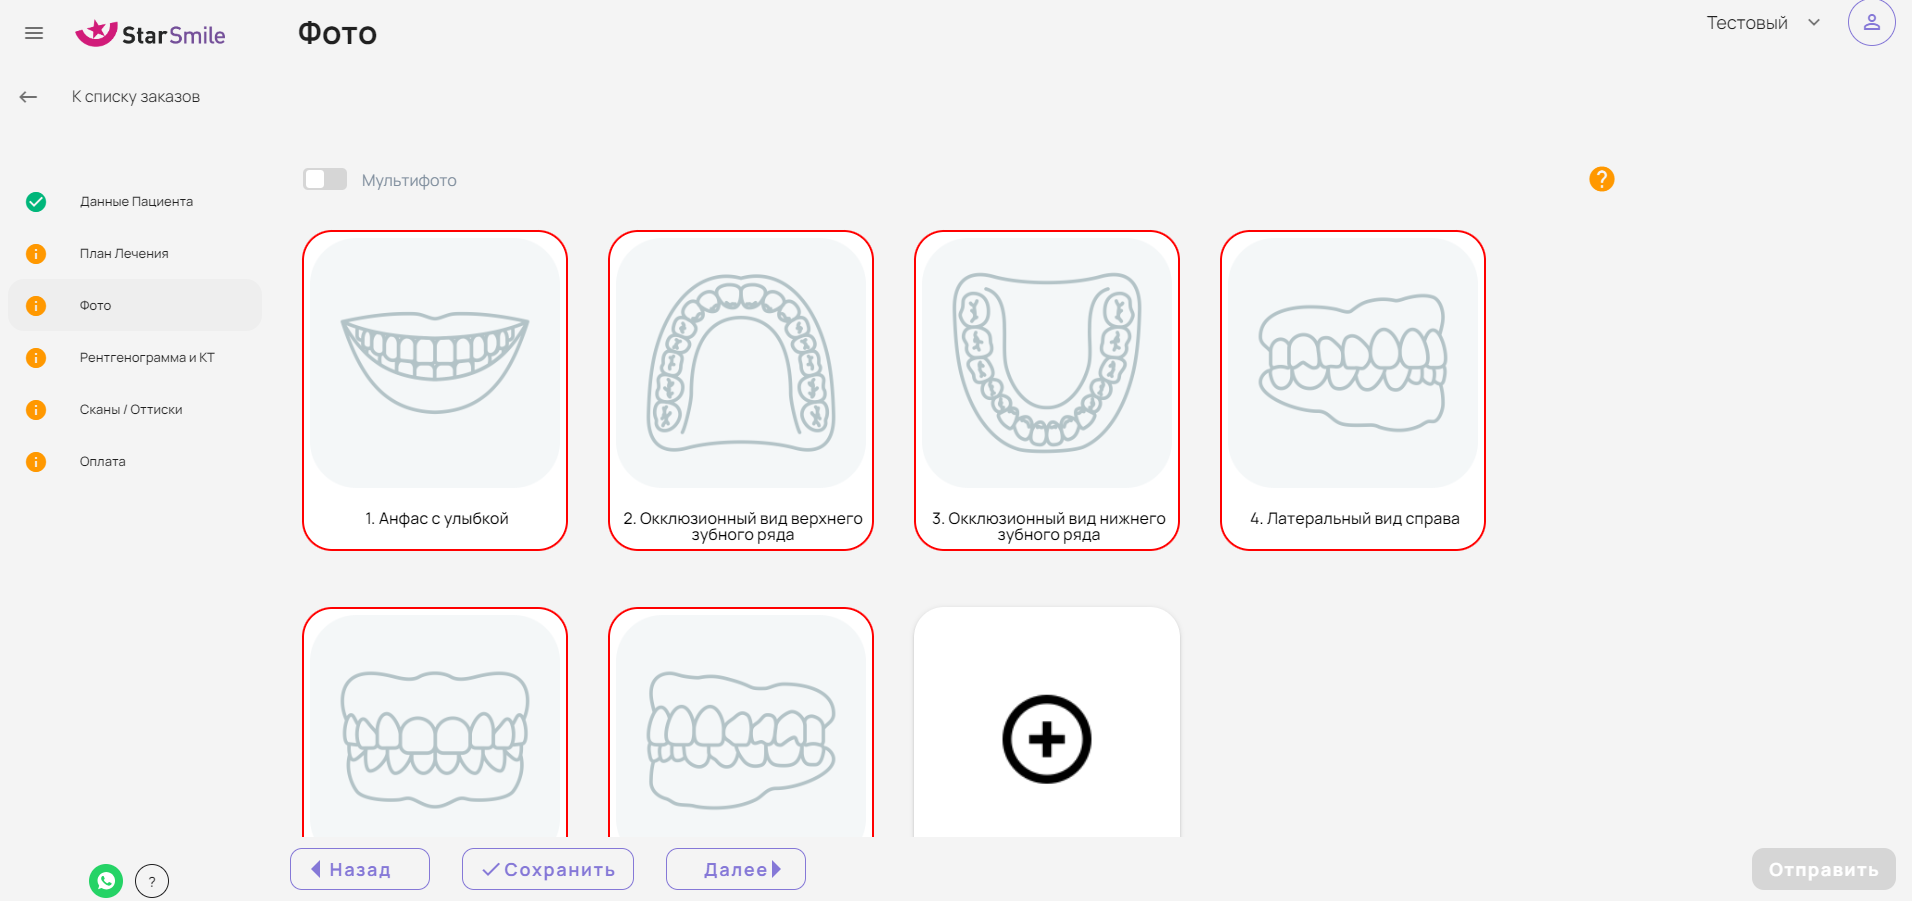 StarSmile
Фото
Тестовый
К списку заказов
Мультифото
?
Данные Пациента
План Лечения
Фото
Рентгенограмма и КТ
Сканы / Оттиски
Оплата
1. Анфас с улыбкой
2. Окклюзионный вид верхнего
зубного ряда
3. Окклюзионный вид нижнего
зубного ряда
4. Латеральный вид справа
?
Назад
Сохранить
Далее
Отправить